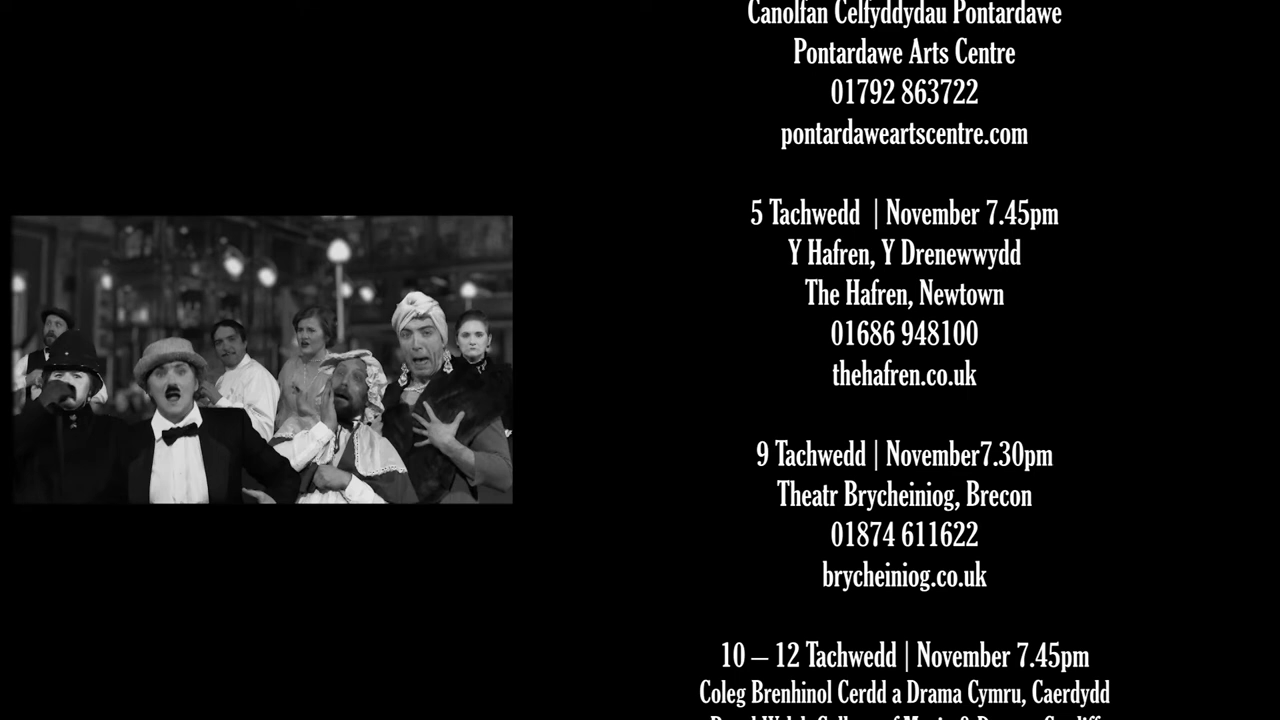 Canolfan Celfyddydau Pontardawe
Pontardawe Arts Centre
01792 863722
pontardaweartscentre.com
5 Tachwedd | November 7.45pm
Y Hafren, Y Drenewwydd
The Hafren, Newtown
01686 948100
thehafren.co.uk
9 Tachwedd | November7.30pm
Theatr Brycheiniog, Brecon
01874 611622
brycheiniog.co.uk
10 – 12 Tachwedd | November 7.45pm
Coleg Brenhinol Cerdd a Drama Cymru, Caerdydd